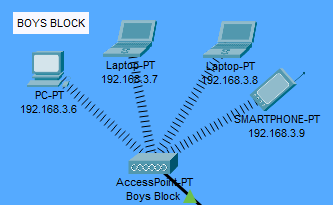 BOYS BLOCK
Laptop-PT
192.168.3.7
Laptop-PT
192.168.3.8
PC-PT
192.168.3.6
SMARTPHONE-PT
192.168.3.9
AccessPoint-PT
Boys Block